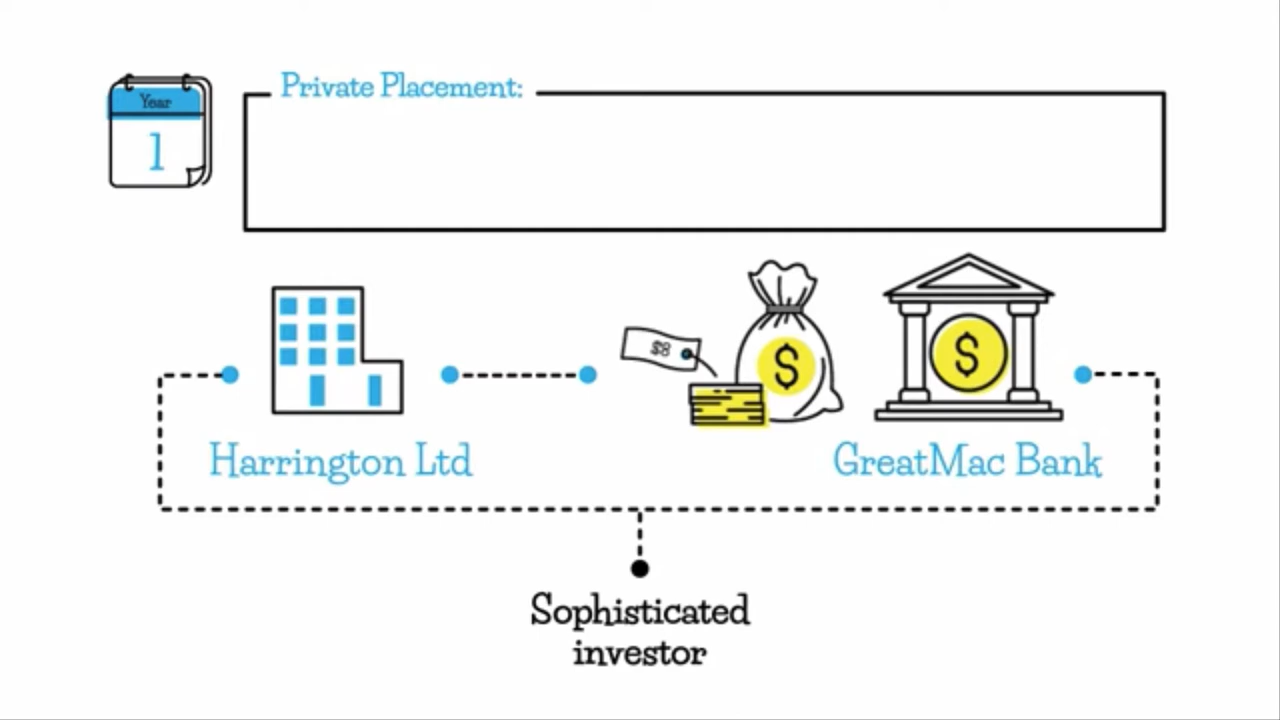 Private Placement:
Year
1
$8
$
$
Harrington Ltd
GreatMac Bank
Sophisticated
investor